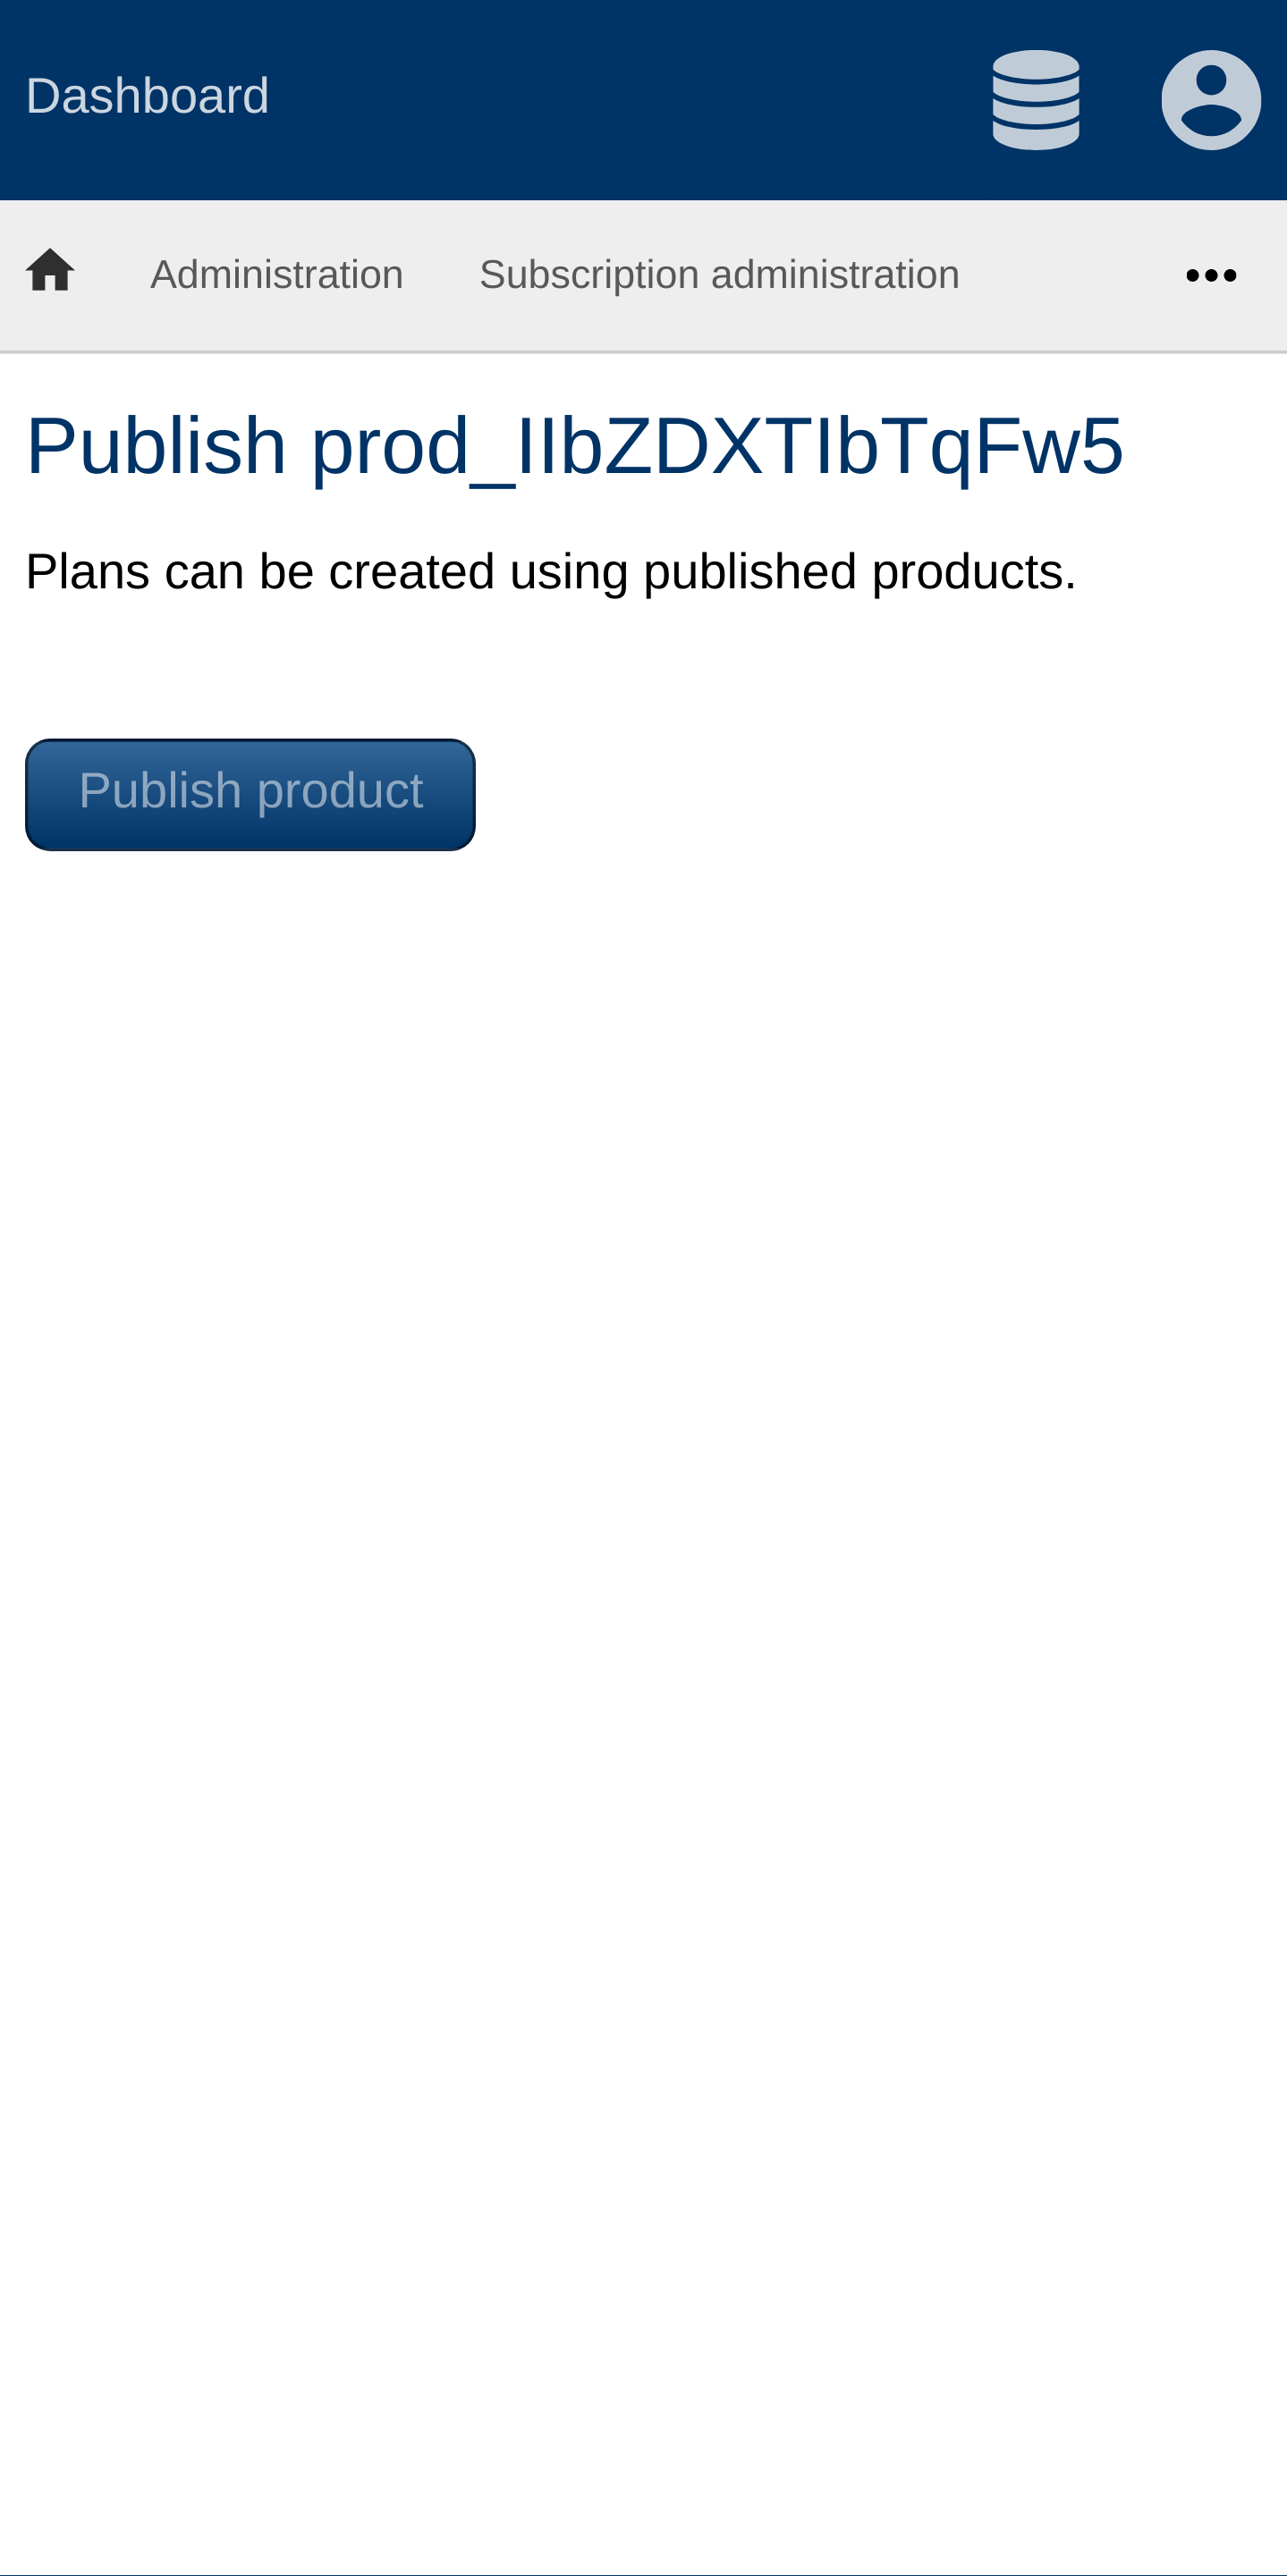 Dashboard
Administration Subscription administration
Publish prod_IIbZDXTIbTqFw5
Plans can be created using published products.
Publish product